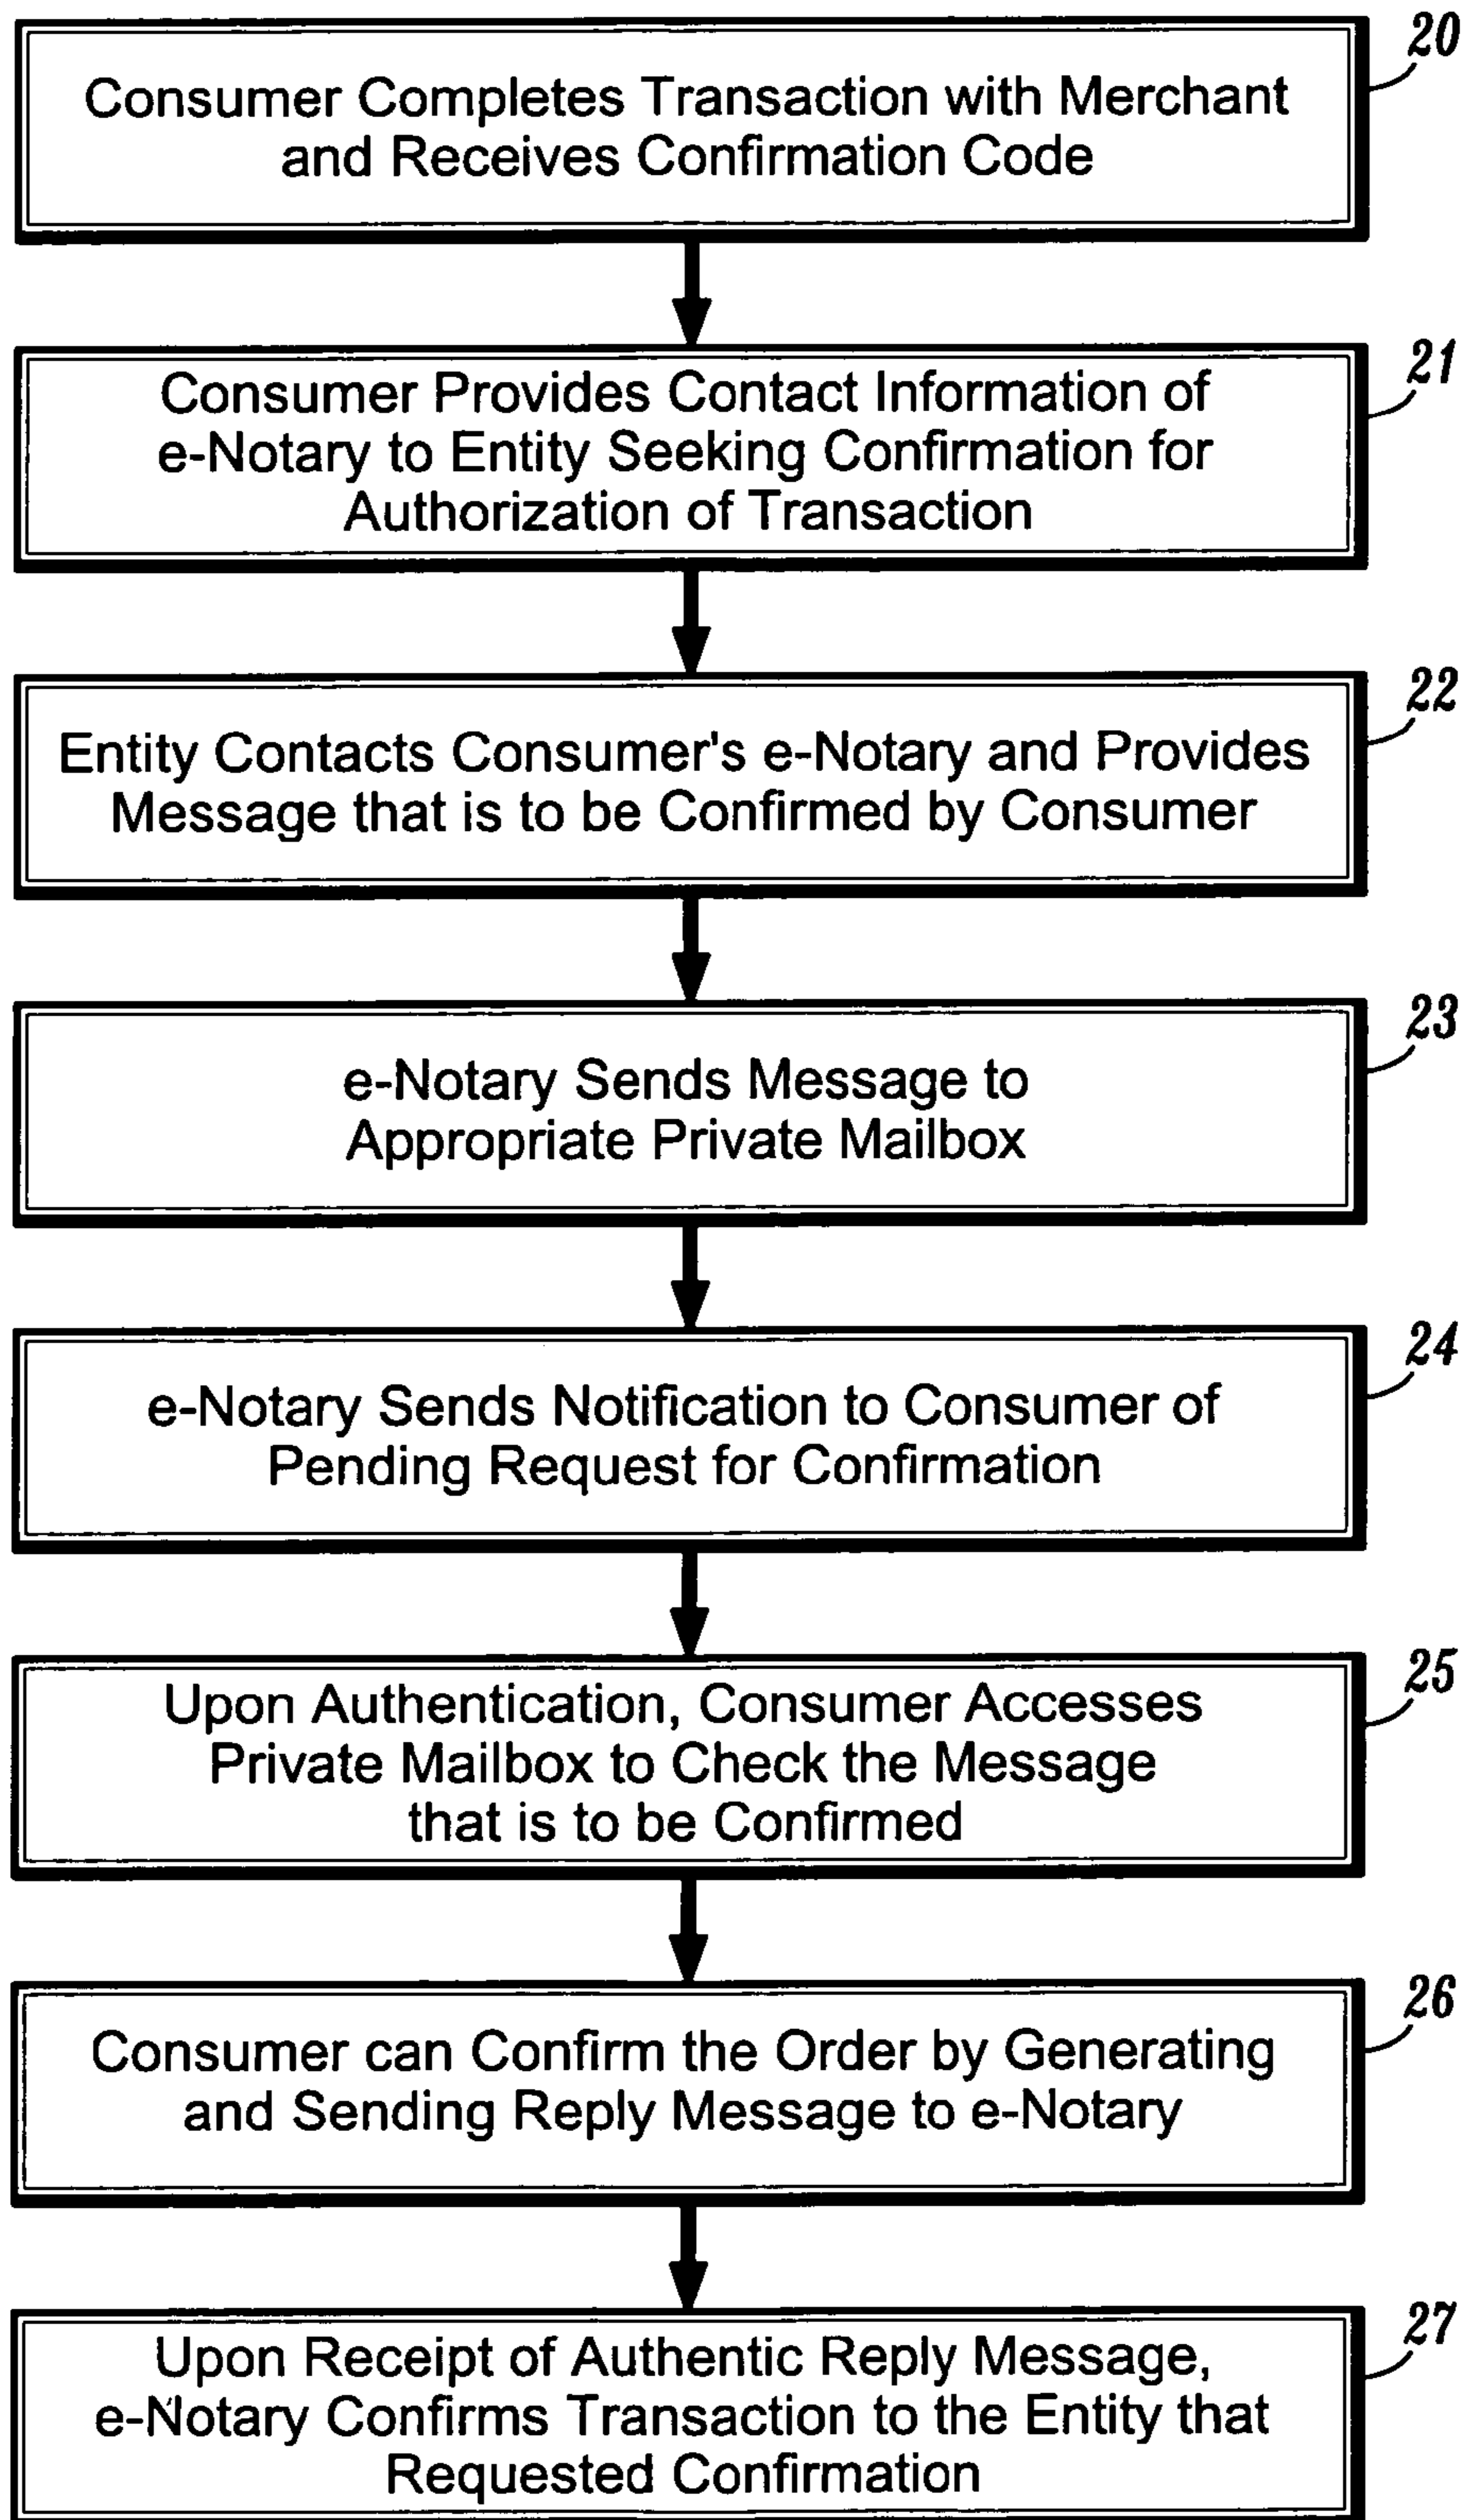 20
Consumer Completes Transaction with Merchant
and Receives Confirmation Code
21
Consumer Provides Contact Information of
e-Notary to Entity Seeking Confirmation for
Authorization of Transaction
22
Entity Contacts Consumer's e-Notary and Provides
Message that is to be Confirmed by Consumer
23
e-Notary Sends Message to
Appropriate Private Mailbox
24
e-Notary Sends Notification to Consumer of
Pending Request for Confirmation
25
Upon Authentication, Consumer Accesses
Private Mailbox to Check the Message
that is to be Confirmed
26
Consumer can Confirm the Order by Generating
and Sending Reply Message to e-Notary
27
Upon Receipt of Authentic Reply Message,
e-Notary Confirms Transaction to the Entity that
Requested Confirmation